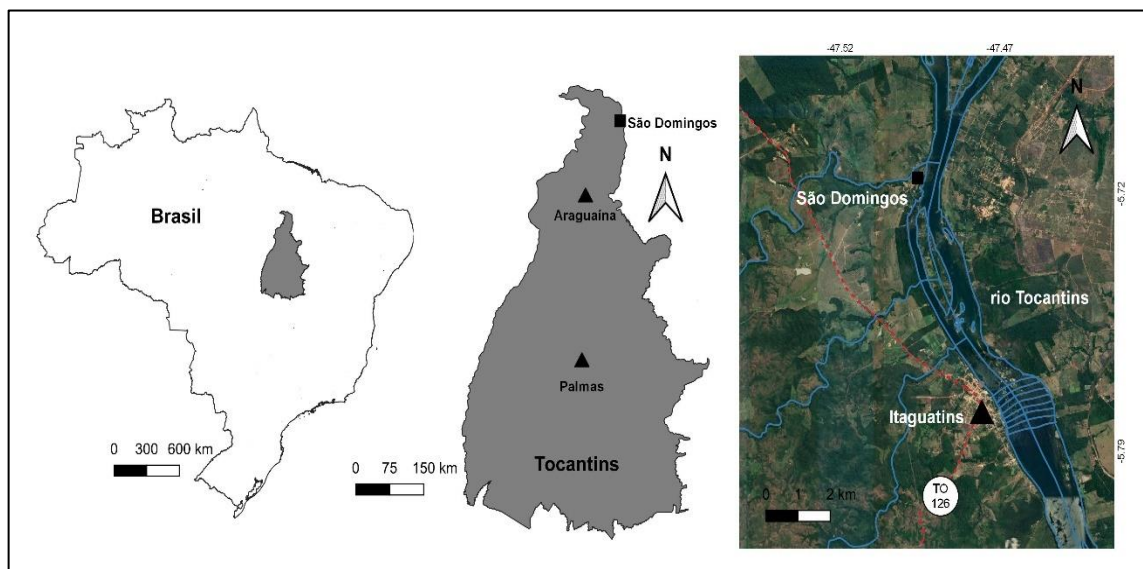 Brasil
0 300 600 km
São Domingos
N
Araguaína
Palmas
Tocantins
0 75 150 km
-47.52
-47.47
N
São Domingos
-5.72
rio Tocantins
Itaguatins
-5.79
TO
126
0 1 2 km